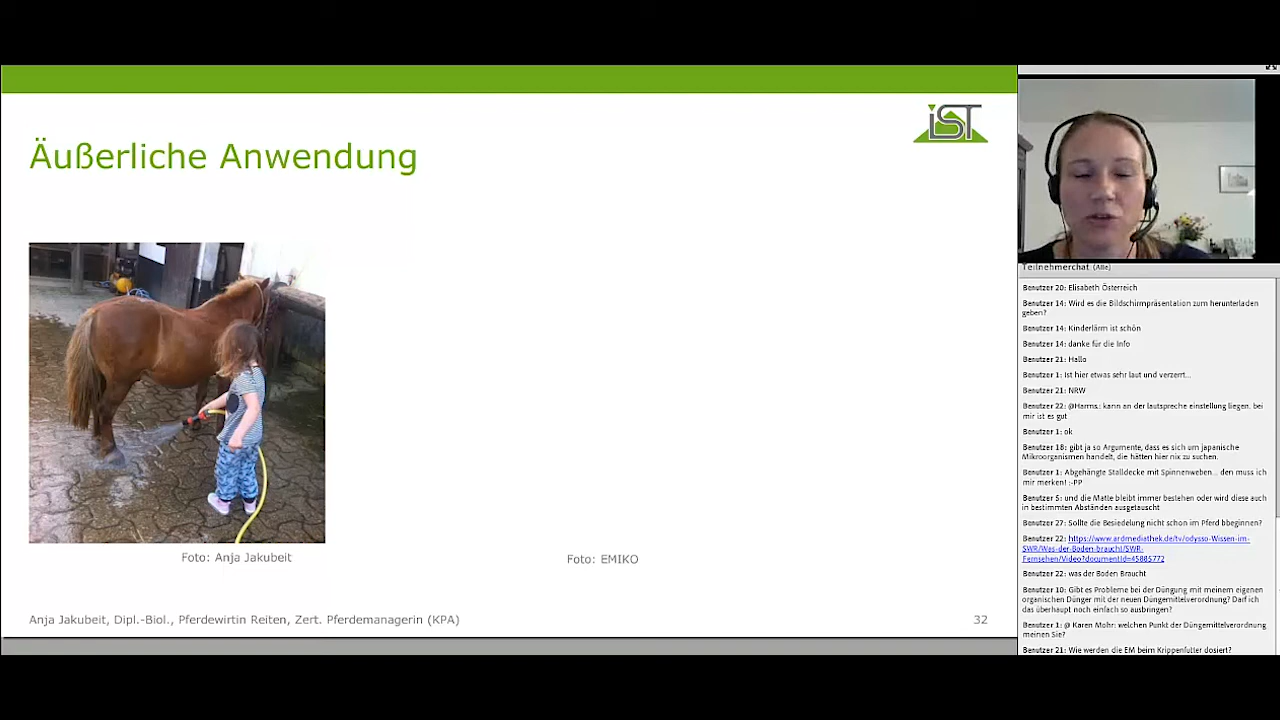 iST
Äußerliche Anwendung
Foto: Anja Jakubeit
Foto: EMIKO
Anja Jakubeit, Dipl.-Biol., Pferdewirtin Reiten, Zert. Pferdemanagerin (KPA)
32
Teilnehmerchat (Alle)
Benutzer 20: Elisabeth Österreich
Benutzer 14: Wird es die Bildschirmpräsentation zum herunterladen
geben?
Benutzer 14: Kinderlärm ist schön
Benutzer 14: danke für die Info
Benutzer 21: Hallo
Benutzer 1: Ist hier etwas sehr laut und verzerrt...
Benutzer 21: NRW
Benutzer 22: @Harms.: kann an der lautspreche einstellung liegen. bei
mir ist es gut
Benutzer 1: ok
Benutzer 18: gibt ja so Argumente, dass es sich um japanische
Mikroorganismen handelt, die hätten hier nix zu suchen.
Benutzer 1: Abgehängte Stalldecke mit Spinnenweben... den muss ich
mir merken! :-PP
Benutzer 5: und die Matte bleibt immer bestehen oder wird diese auch
in bestimmten Abständen ausgetauscht
Benutzer 27: Sollte die Besiedelung nicht schon im Pferd bbeginnen?
Benutzer 22: https://www.ardmediathek.de/tv/odysso-Wissen-im-
SWR/Was-der-Boden-braucht/SWR-
Fernsehen/Video?documentId=45885772
Benutzer 22: was der Boden Braucht
Benutzer 10: Gibt es Probleme bei der Düngung mit meinem eigenen
organischen Dünger mit der neuen Düngemittelverordnung? Darf ich
das überhaupt noch einfach so ausbringen?
Benutzer 1: @ Karen Mohr: welchen Punkt der Düngemittelverordnung
meinen Sie?
Benutzer 21: Wie werden die EM beim Krippenfutter dosiert?